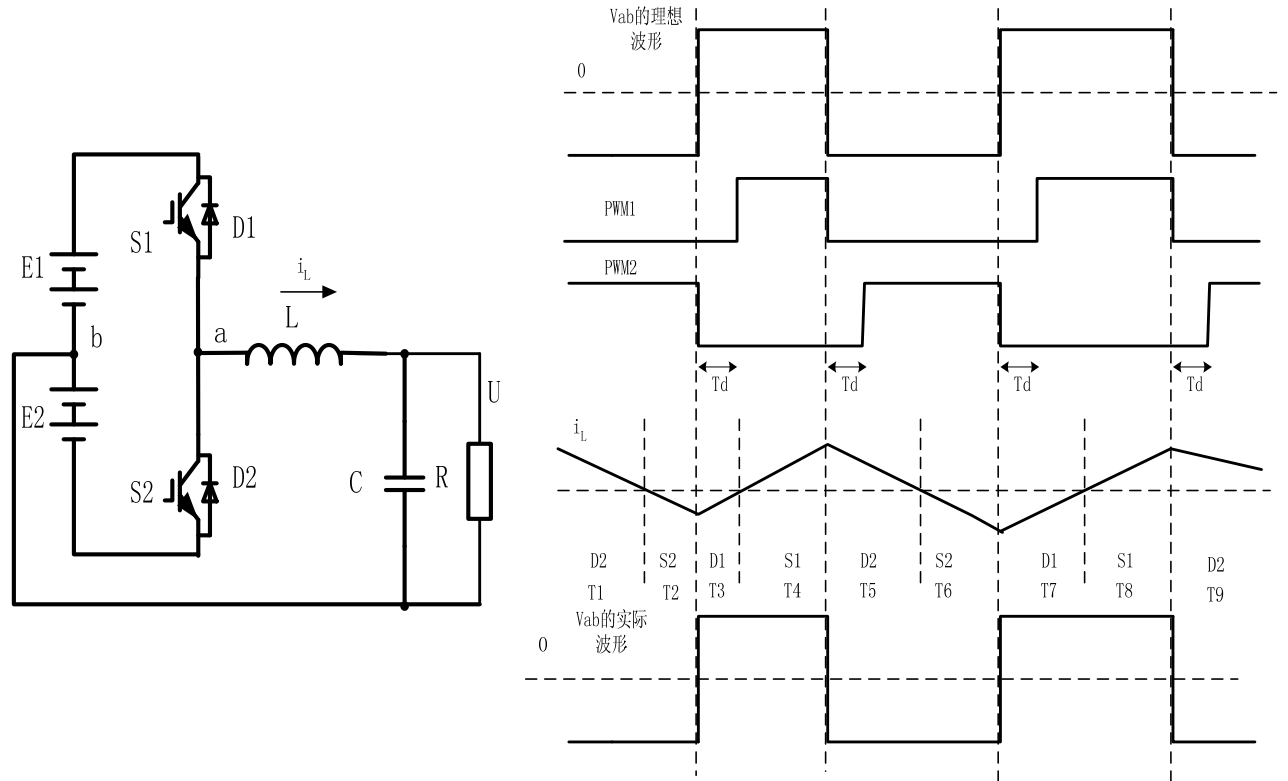 E1
E2
b
S1
D1
a
i_L
L
S2
D2
C
R
U
Vab的理想
波形
0
PWM1
PWM2
Td
Td
Td
Td
i_L
D2
S2
D1
S1
D2
S2
D1
S1
D2
T1
T2
T3
T4
T5
T6
T7
T8
T9
Vab的实际
波形
0